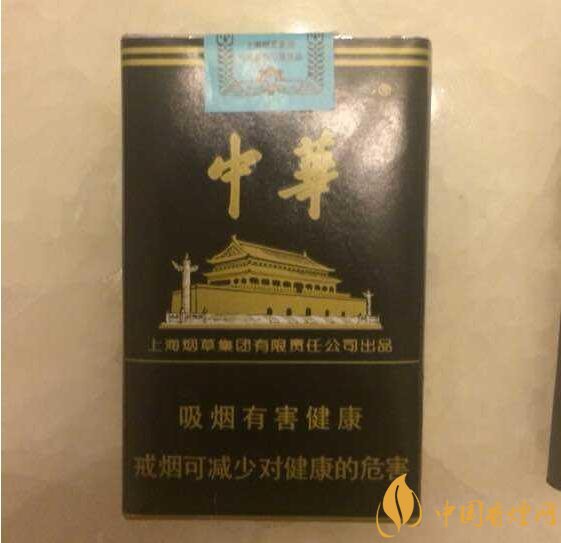 中華
上海烟草集团有限责任公司出品
吸烟有害健康
戒烟可减少对健康的危害
中国香烟网